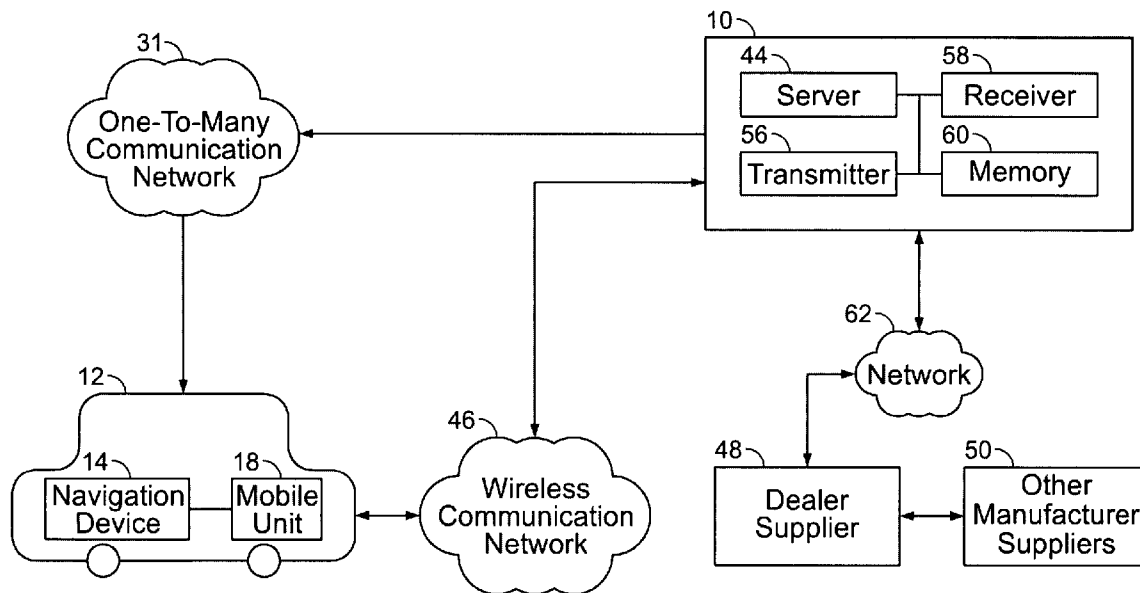 10
31
44
58
Server
Receiver
One-To-Many
Communication
Network
56
60
Transmitter
Memory
62
Network
12
46
14
18
Navigation
Device
Mobile
Unit
Wireless
Communication
Network
48
50
Dealer
Supplier
Other
Manufacturer
Suppliers